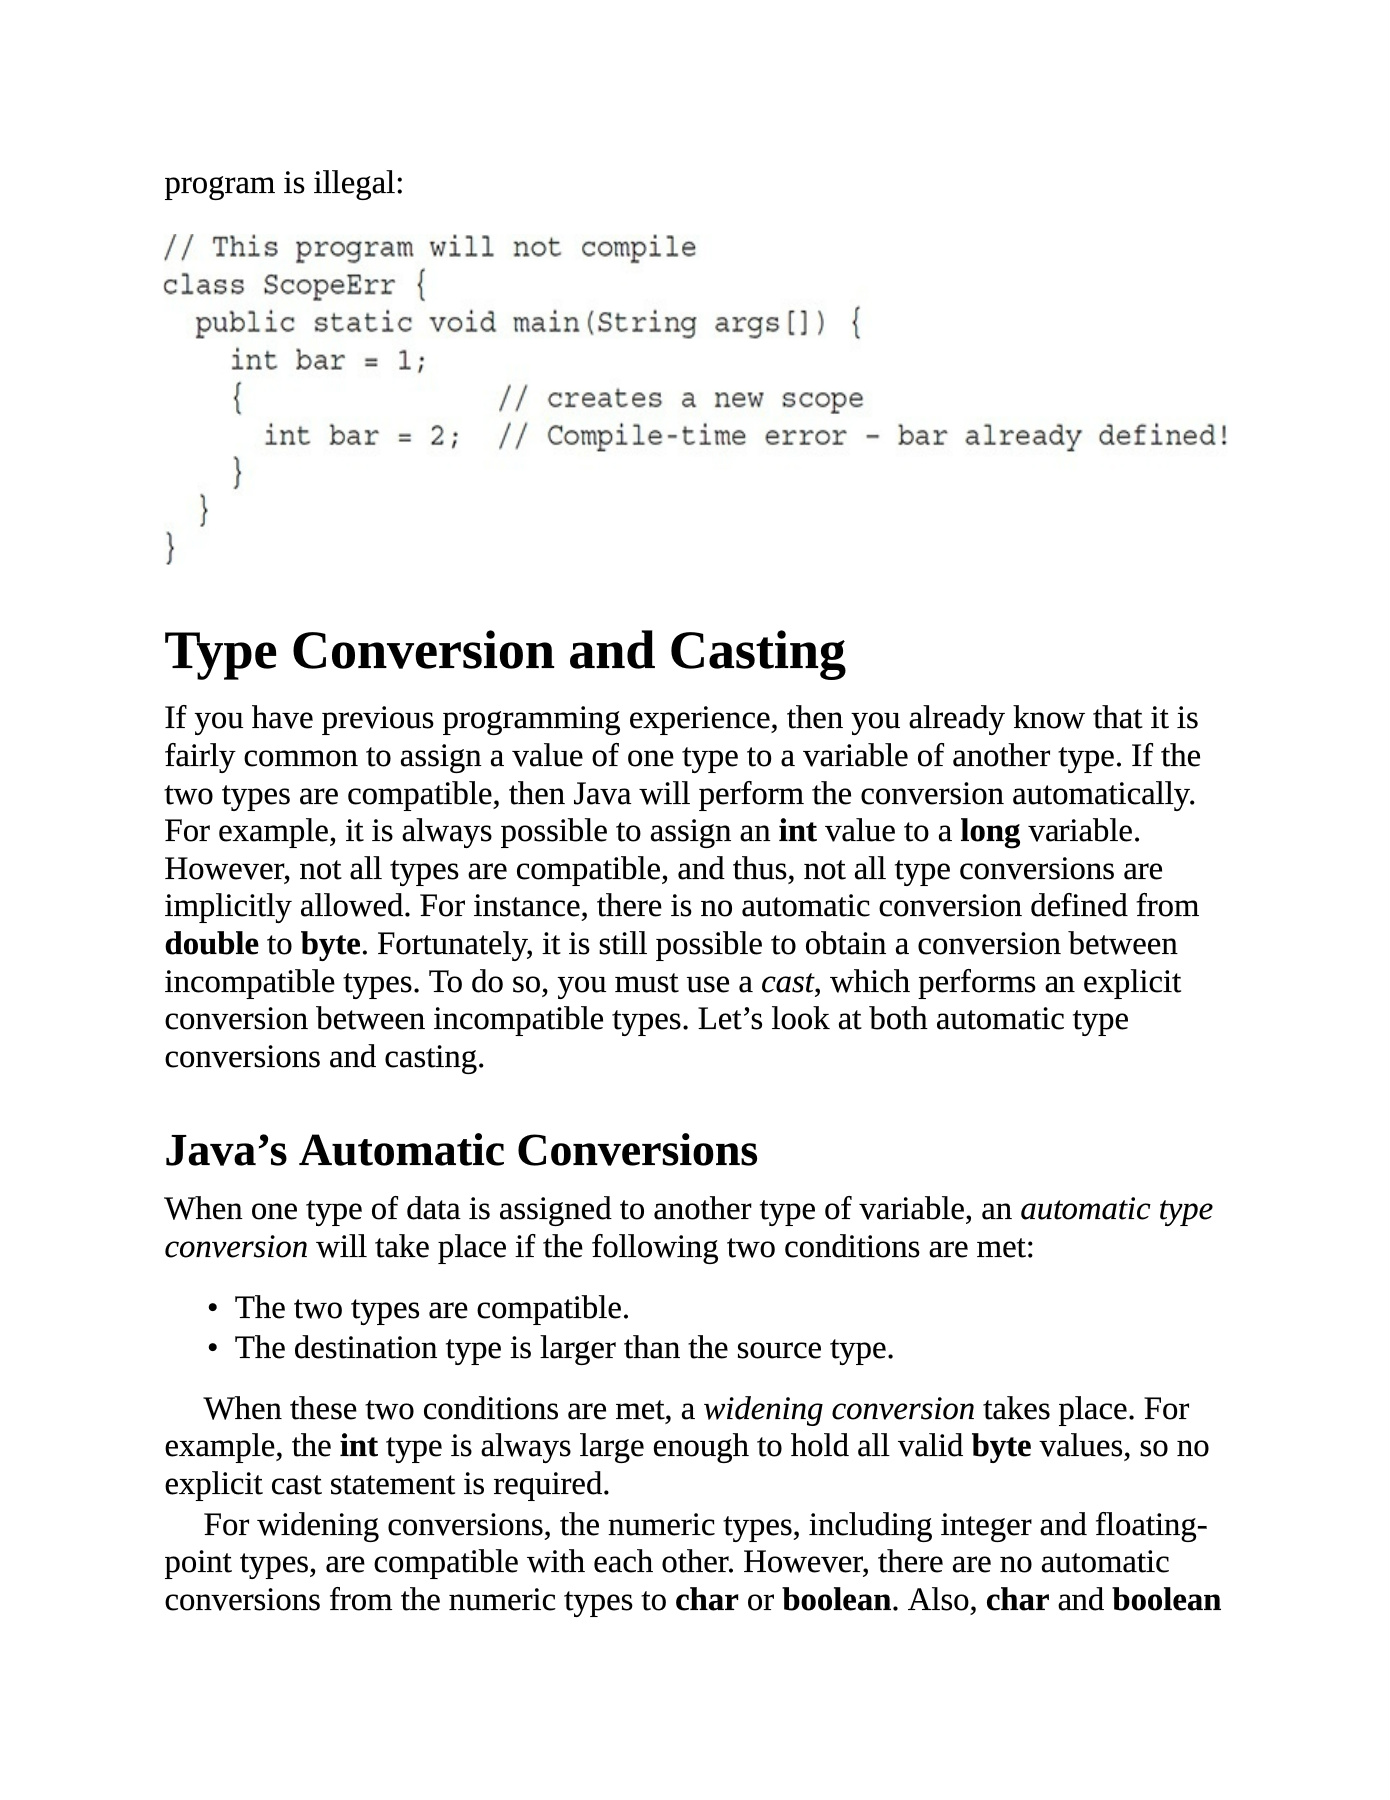 program is illegal:
// This program will not compile
class ScopeErr {
  public static void main(String args[]) {
    int bar = 1;
    {               // creates a new scope
      int bar = 2;  // Compile-time error – bar already defined!
    }
  }
}
Type Conversion and Casting
If you have previous programming experience, then you already know that it is
fairly common to assign a value of one type to a variable of another type. If the
two types are compatible, then Java will perform the conversion automatically.
For example, it is always possible to assign an int value to a long variable.
However, not all types are compatible, and thus, not all type conversions are
implicitly allowed. For instance, there is no automatic conversion defined from
double to byte. Fortunately, it is still possible to obtain a conversion between
incompatible types. To do so, you must use a cast, which performs an explicit
conversion between incompatible types. Let’s look at both automatic type
conversions and casting.
Java’s Automatic Conversions
When one type of data is assigned to another type of variable, an automatic type
conversion will take place if the following two conditions are met:
• The two types are compatible.
• The destination type is larger than the source type.
When these two conditions are met, a widening conversion takes place. For
example, the int type is always large enough to hold all valid byte values, so no
explicit cast statement is required.
For widening conversions, the numeric types, including integer and floating-
point types, are compatible with each other. However, there are no automatic
conversions from the numeric types to char or boolean. Also, char and boolean